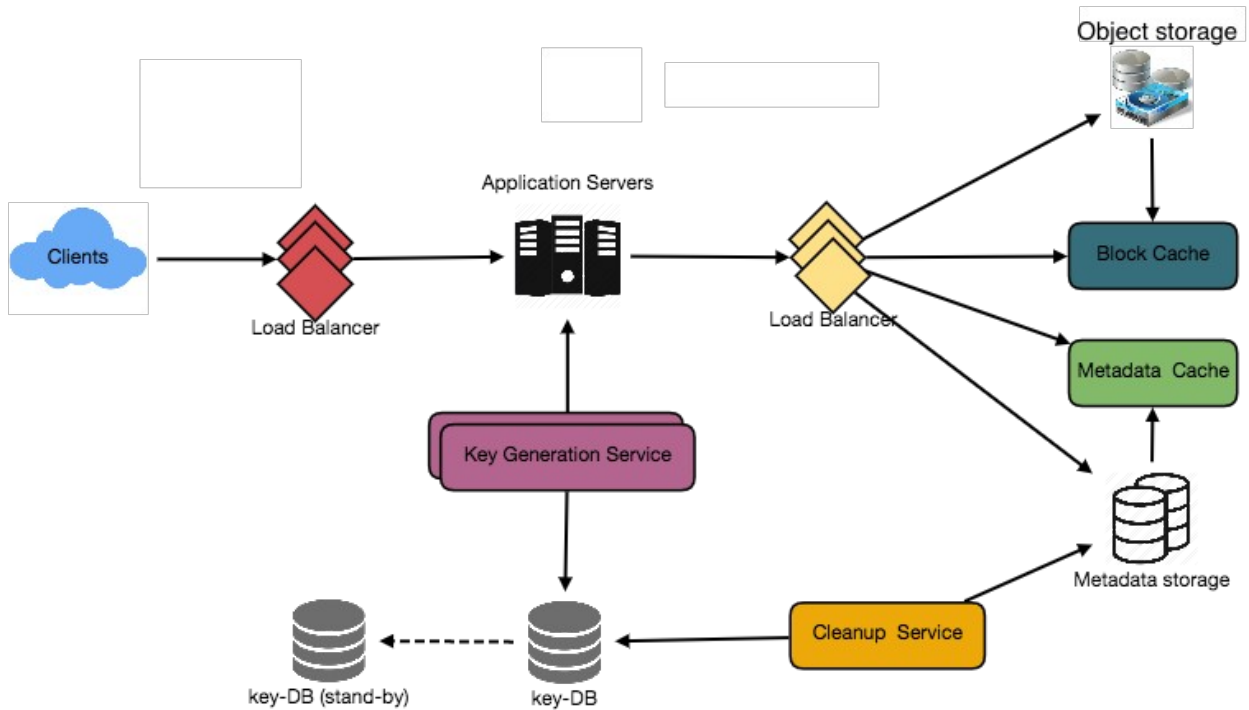 Object storage
Application Servers
Clients
Block Cache
Load Balancer
Load Balancer
Metadata Cache
Key Generation Service
Metadata storage
Cleanup Service
key-DB (stand-by)
key-DB